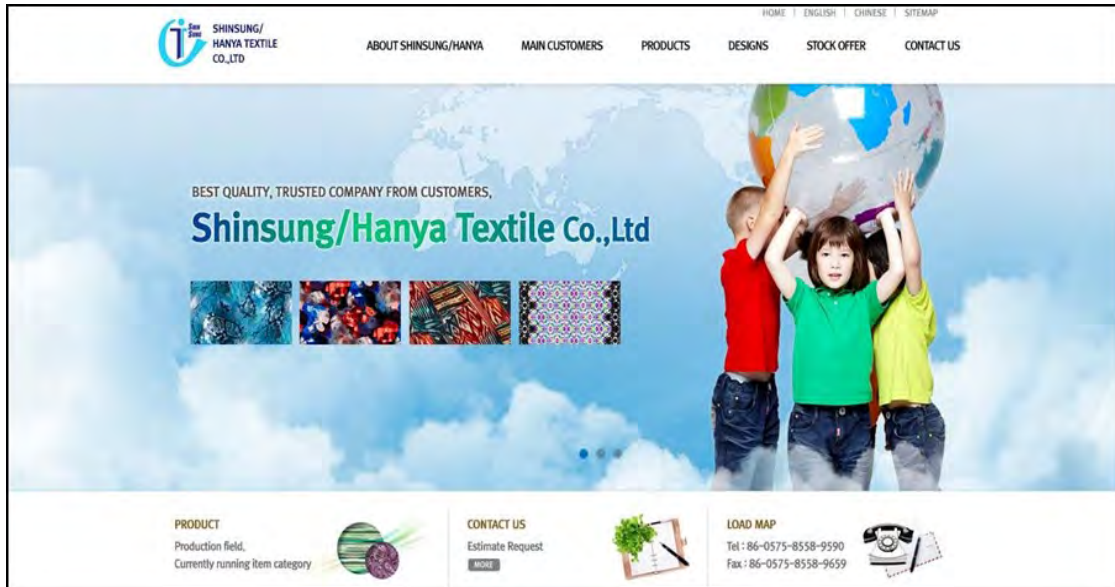 HOME | ENGLISH | CHINESE | SITEMAP
SHIN
SUNG
SHINSUNG/
HANYA TEXTILE
CO.,LTD
ABOUT SHINSUNG/HANYA MAIN CUSTOMERS PRODUCTS DESIGNS STOCK OFFER CONTACT US
BEST QUALITY, TRUSTED COMPANY FROM CUSTOMERS,
Shinsung/Hanya Textile Co.,Ltd
PRODUCT
Production field,
Currently running item category
CONTACT US
Estimate Request
MORE
LOAD MAP
Tel : 86-0575-8558-9590
Fax : 86-0575-8558-9659